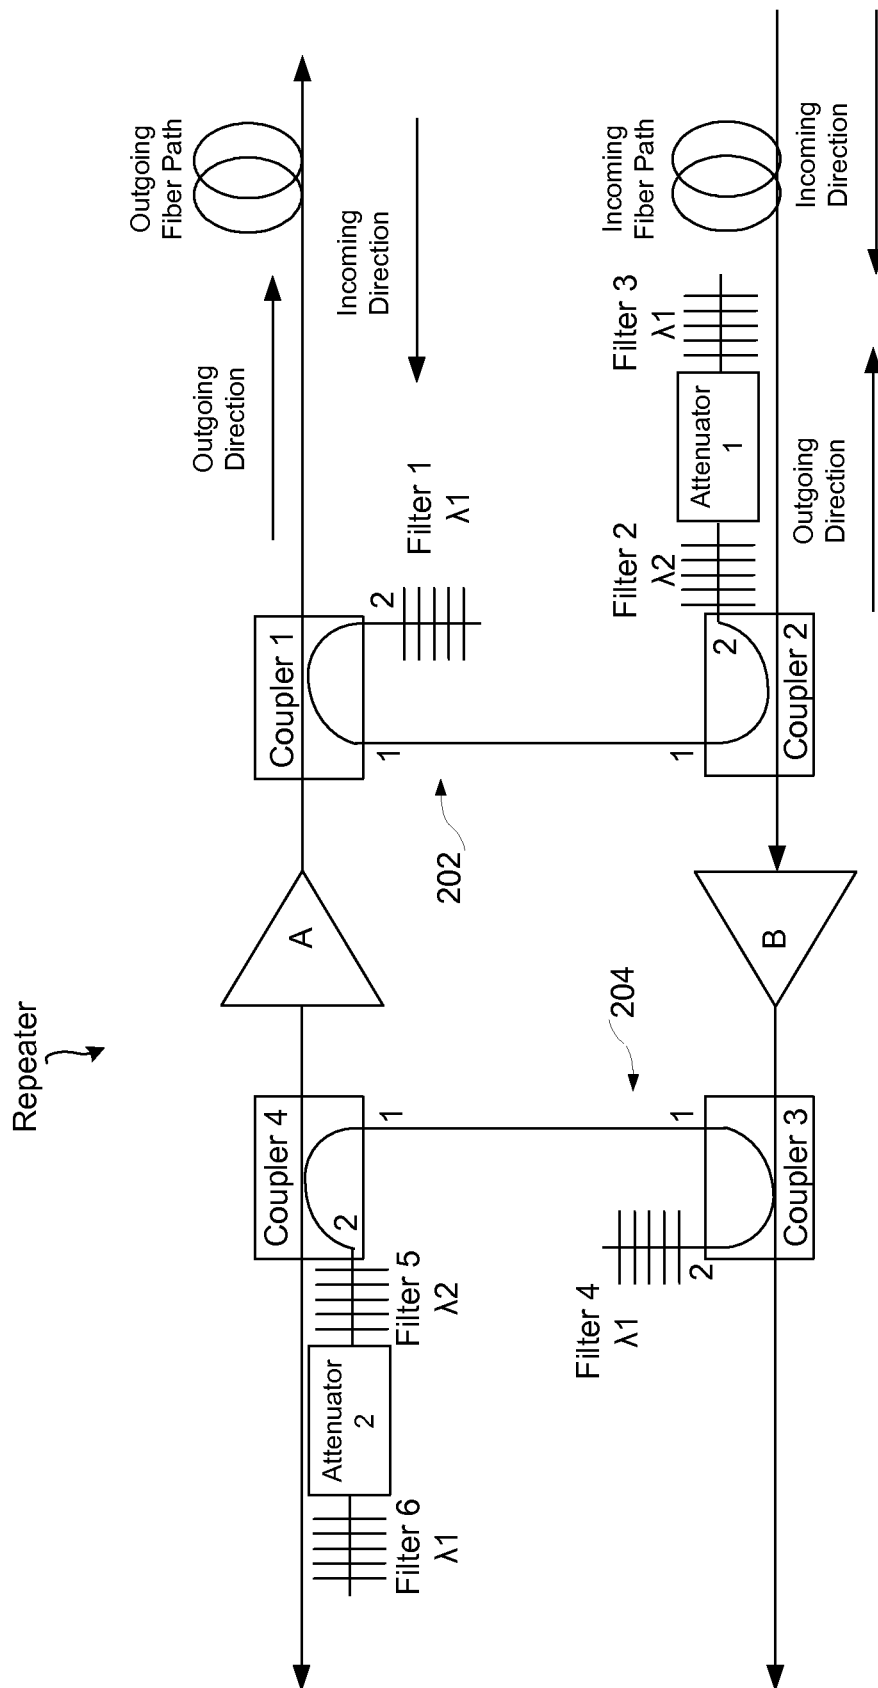 Repeater
Outgoing
Fiber Path
Outgoing
Direction
Incoming
Direction
Coupler 1
1
2
Filter 1
λ1
202
A
Coupler 4
1
2
Filter 5
λ2
Attenuator
2
Filter 6
λ1
Incoming
Fiber Path
Incoming
Direction
Filter 3
λ1
Attenuator
1
Outgoing
Direction
Filter 2
λ2
2
1
Coupler 2
B
204
1
2
Coupler 3
Filter 4
λ1